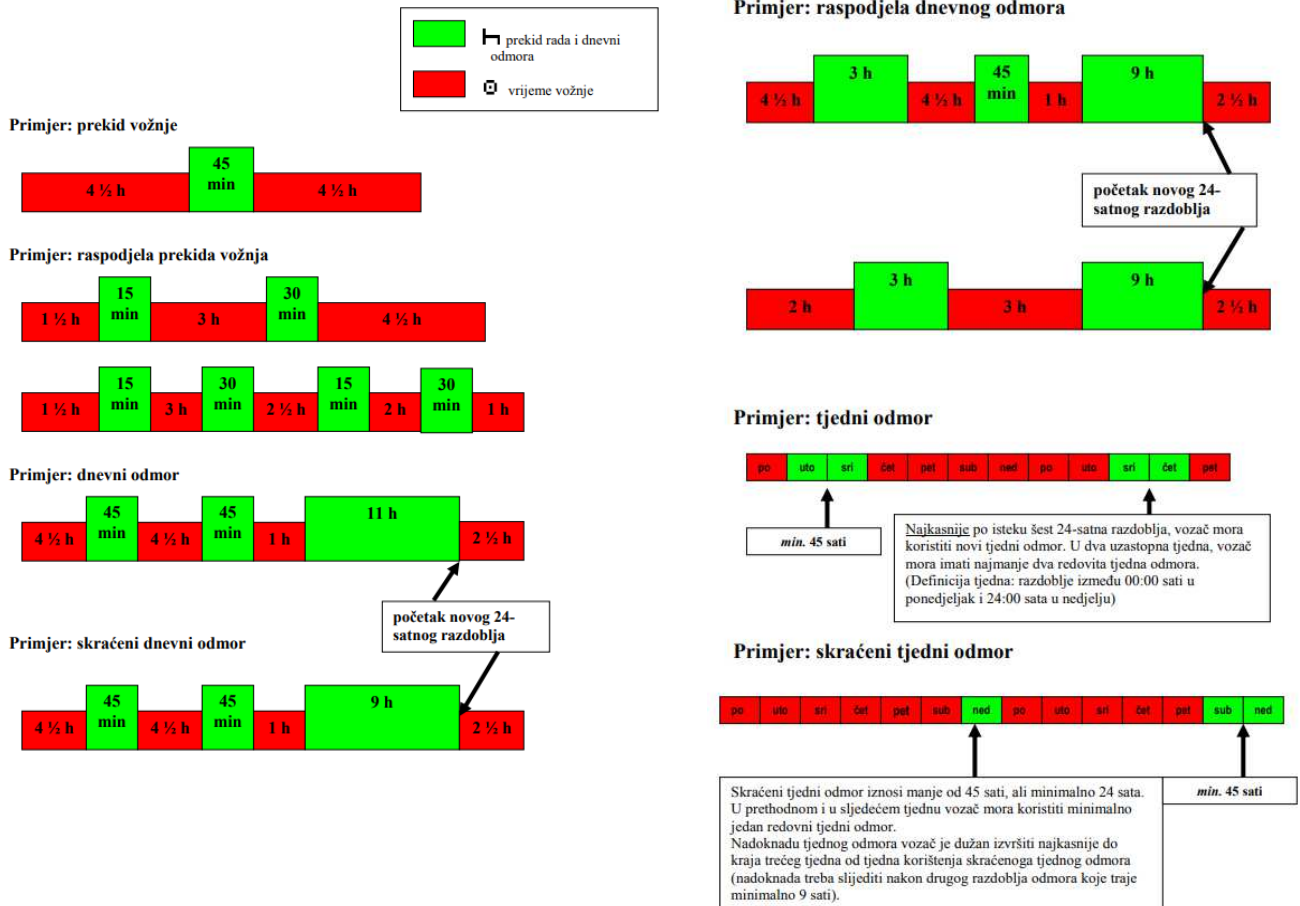 prekid rada i dnevni
odmora
vrijeme vožnje
Primjer: prekid vožnje
45
min
4 ½ h
4 ½ h
Primjer: raspodjela prekida vožnja
15
min
30
min
1 ½ h
3 h
4 ½ h
15
min
30
min
15
min
30
min
1 ½ h
3 h
2 ½ h
2 h
1 h
Primjer: dnevni odmor
45
min
45
min
11 h
4 ½ h
4 ½ h
1 h
2 ½ h
početak novog 24-
satnog razdoblja
Primjer: skraćeni dnevni odmor
45
min
45
min
9 h
4 ½ h
4 ½ h
1 h
2 ½ h
Primjer: raspodjela dnevnog odmora
3 h
45
min
9 h
4 ½ h
4 ½ h
1 h
2 ½ h
početak novog 24-
satnog razdoblja
3 h
9 h
2 h
3 h
2 ½ h
Primjer: tjedni odmor
po uto sri čet pet sub ned po uto sri čet pet
min. 45 sati
Najkasnije po isteku šest 24-satna razdoblja, vozač mora
koristiti novi tjedni odmor. U dva uzastopna tjedna, vozač
mora imati najmanje dva redovita tjedna odmora.
(Definicija tjedna: razdoblje između 00:00 sati u
ponedjeljak i 24:00 sata u nedjelju)
Primjer: skraćeni tjedni odmor
po uto sri čet pet sub ned po uto sri čet pet sub ned
Skraćeni tjedni odmor iznosi manje od 45 sati, ali minimalno 24 sata.
U prethodnom i u sljedećem tjednu vozač mora koristiti minimalno
jedan redovni tjedni odmor.
Nadoknadu tjednog odmora vozač je dužan izvršiti najkasnije do
kraja trećeg tjedna od tjedna korištenja skraćenoga tjednog odmora
(nadoknada treba slijediti nakon drugog razdoblja odmora koje traje
minimalno 9 sati).
min. 45 sati